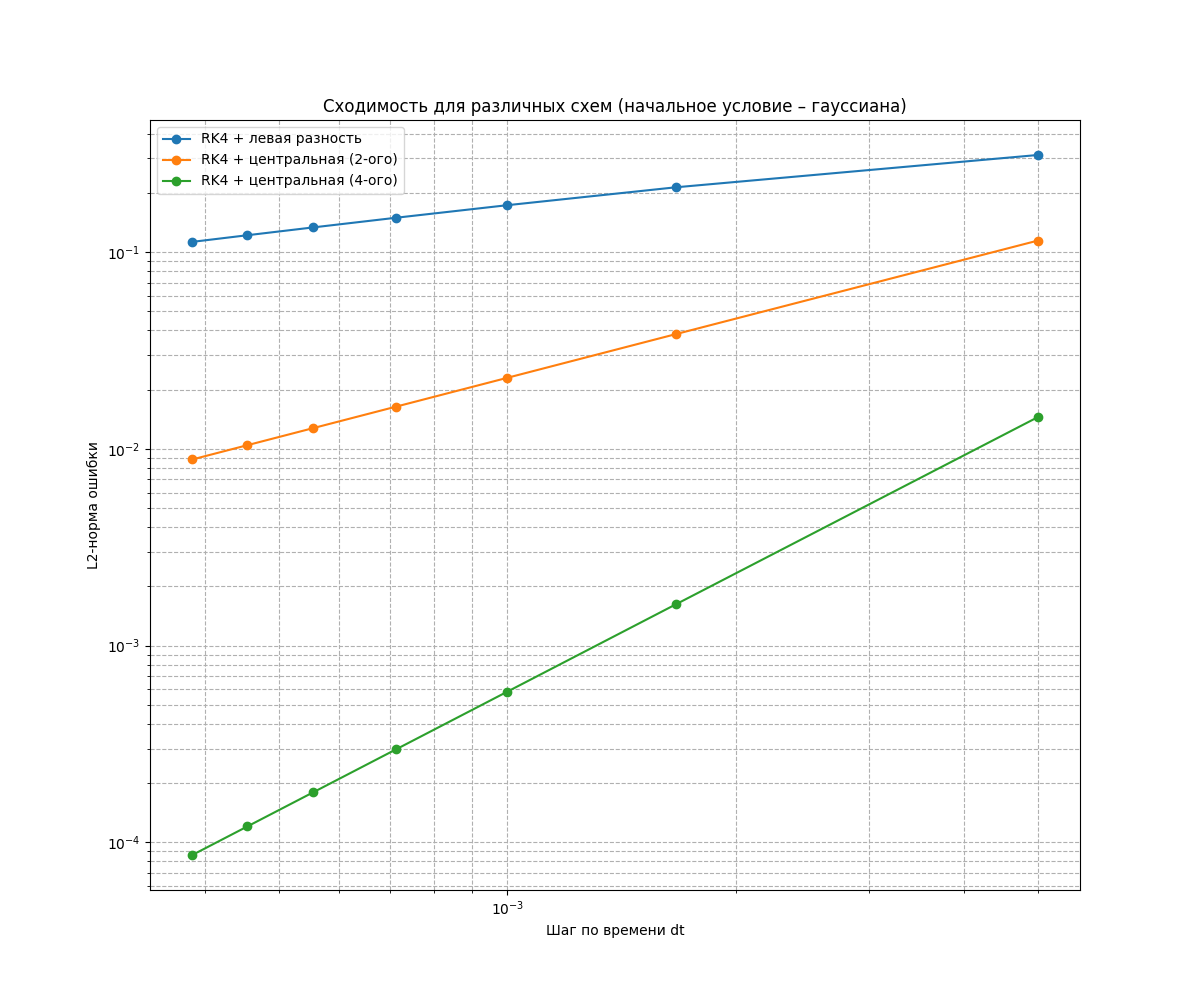 Сходимость для различных схем (начальное условие – гауссиана)
RK4 + левая разность
RK4 + центральная (2-ого)
RK4 + центральная (4-ого)
L2-норма ошибки
10⁻¹
10⁻²
10⁻³
10⁻⁴
10⁻³
Шаг по времени dt